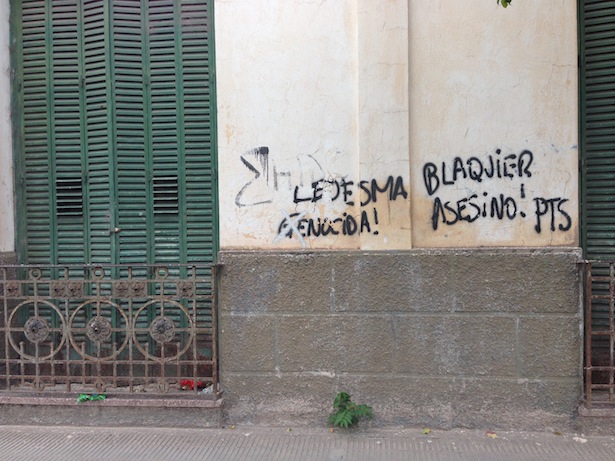 LEDESMA
GENOCIDA!
BLAQUIER
ASESINO! PTS